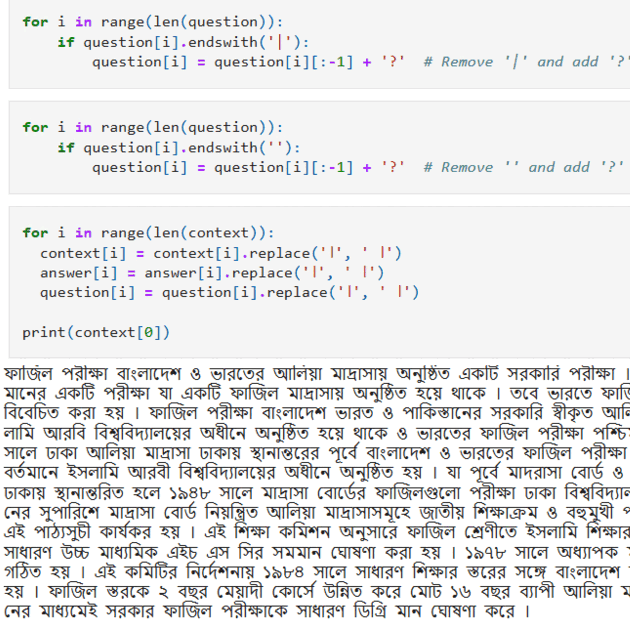 for i in range(len(question)):
if question[i].endswith('|'):
question[i] = question[i][:-1] + '?'  # Remove '|' and add '?'
for i in range(len(question)):
if question[i].endswith(''):
question[i] = question[i][:-1] + '?'  # Remove '' and add '?'
for i in range(len(context)):
context[i] = context[i].replace('।', ' ।')
answer[i] = answer[i].replace('।', ' ।')
question[i] = question[i].replace('।', ' ।')
print(context[0])
ফাজিল পরীক্ষা বাংলাদেশ ও ভারতের আলিয়া মাদ্রাসায় অনুষ্ঠিত একটি সরকারি পরীক্ষা ।
মানের একটি পরীক্ষা যা একটি ফাজিল মাদ্রাসায় অনুষ্ঠিত হয়ে থাকে । তবে ভারতে
বিবেচিত করা হয় । ফাজিল পরীক্ষা বাংলাদেশ ভারত ও পাকিস্তানের সরকারি স্বীকৃত
লামি আরবি বিশ্ববিদ্যালয়ের অধীনে অনুষ্ঠিত হয়ে থাকে ও ভারতের ফাজিল পরীক্ষা
সালে ঢাকা আলিয়া মাদ্রাসা ঢাকায় স্থানান্তরের পূর্বে বাংলাদেশ ও ভারতের ফাজিল পরীক্ষা
বর্তমানে ইসলামি আরবী বিশ্ববিদ্যালয়ের অধীনে অনুষ্ঠিত হয় । যা পূর্বে মাদরাসা বোর্ড ও
ঢাকায় স্থানান্তরিত হলে ১৯৪৮ সালে মাদ্রাসা বোর্ডের ফাজিলগুলো পরীক্ষা ঢাকা
নের সুপারিশে মাদ্রাসা বোর্ড নিয়ন্ত্রিত আলিয়া মাদ্রাসাসমূহে জাতীয় শিক্ষাক্রম ও বহুমুখী
এই পাঠ্যসুচী কার্যকর হয় । এই শিক্ষা কমিশন অনুসারে ফাজিল শ্রেণীতে ইসলামি শিক্ষার
সাধারণ উচ্চ মাধ্যমিক এইচ এস সির সমমান ঘোষণা করা হয় । ১৯৭৮ সালে অধ্যাপক
গঠিত হয় । এই কমিটির নির্দেশনায় ১৯৮৪ সালে সাধারণ শিক্ষার স্তরের সঙ্গে বাংলাদেশ
হয় । ফাজিল স্তরকে ২ বছর মেয়াদী কোর্সে উন্নিত করে মোট ১৬ বছর ব্যাপী আলিয়া
নের মাধ্যমেই সরকার ফাজিল পরীক্ষাকে সাধারণ ডিগ্রি মান ঘোষণা করে ।